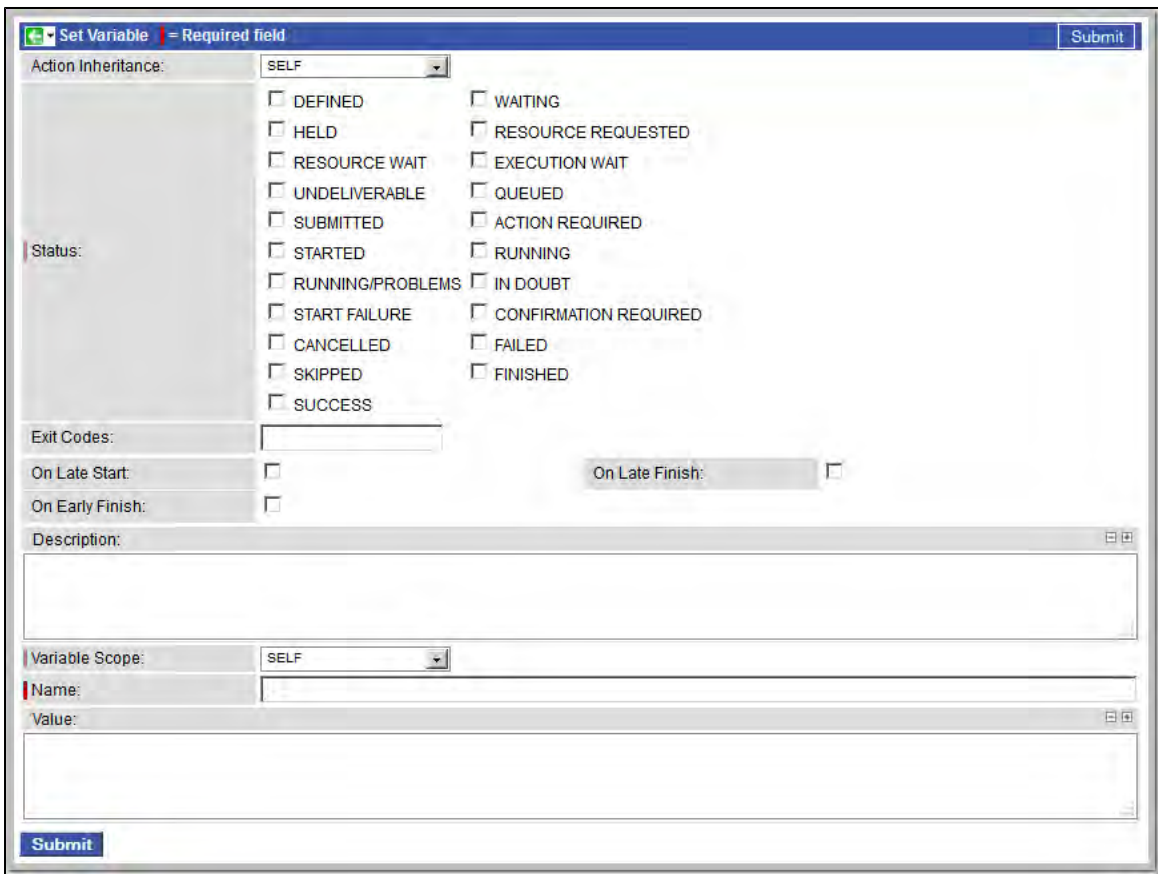 Set Variable = Required field Submit
Action Inheritance: SELF
DEFINED WAITING
HELD RESOURCE REQUESTED
RESOURCE WAIT EXECUTION WAIT
UNDELIVERABLE QUEUED
SUBMITTED ACTION REQUIRED
Status: STARTED RUNNING
RUNNING/PROBLEMS IN DOUBT
START FAILURE CONFIRMATION REQUIRED
CANCELLED FAILED
SKIPPED FINISHED
SUCCESS
Exit Codes:
On Late Start: On Late Finish:
On Early Finish:
Description:
Variable Scope: SELF
Name:
Value:
Submit